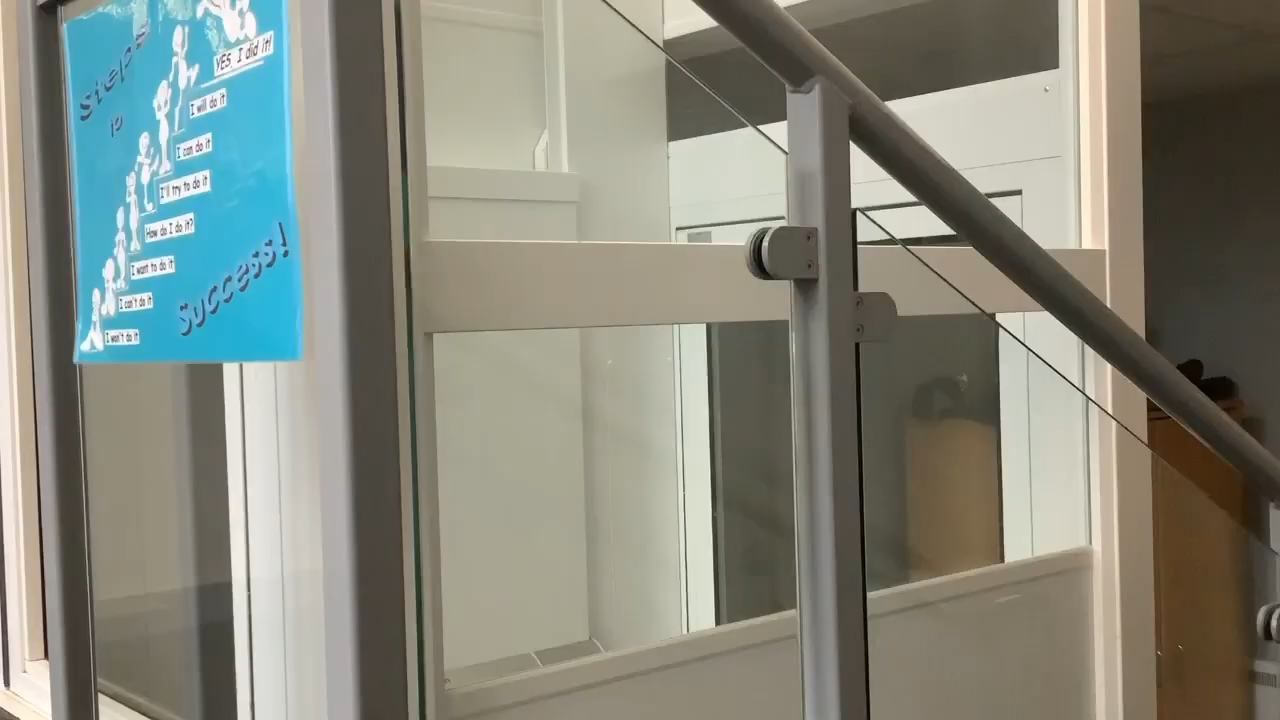 Steps
to
YES, I did it!
I will do it
I can do it
I'll try to do it
How do I do it?
I want to do it
I can't do it
I won't do it
Success!